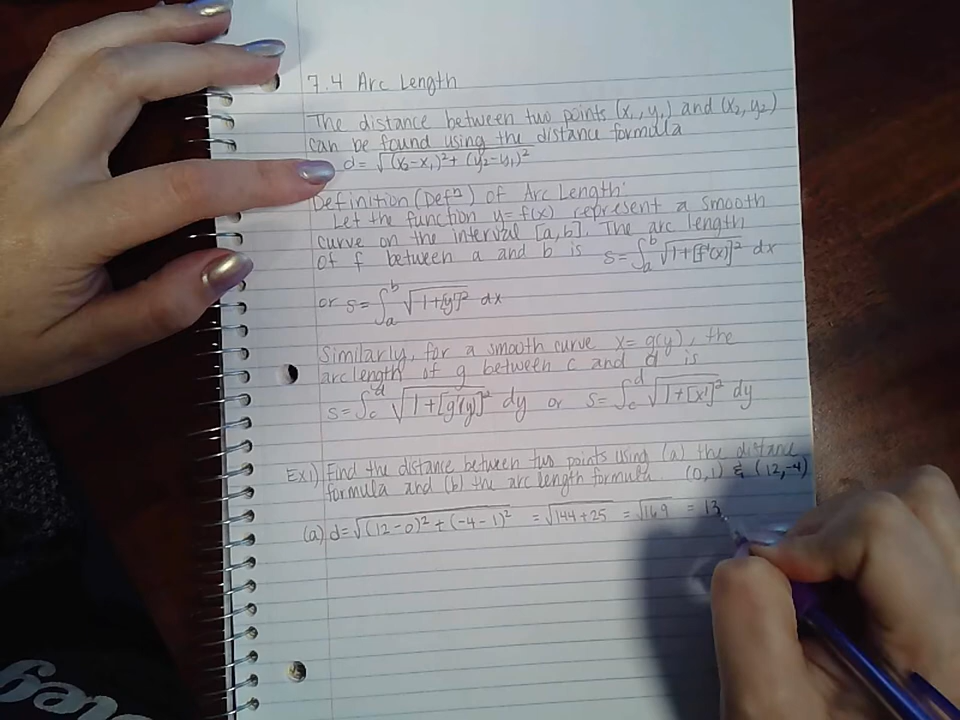 7.4 Arc Length
The distance between two points (x₁, y₁) and (x₂, y₂)
can be found using the distance formula
d = √(x₂-x₁)² + (y₂-y₁)²
Definition (Defⁿ) of Arc Length:
Let the function y = f(x) represent a smooth
curve on the interval [a,b]. The arc length
of f between a and b is s = ∫ₐᵇ √1+[f'(x)]² dx
or s = ∫ₐᵇ √1+[y']² dx
Similarly, for a smooth curve x = g(y), the
arc length of g between c and d is
s = ∫_c^d √1+[g'(y)]² dy or s = ∫_c^d √1+[x']² dy
Ex1) Find the distance between two points using (a) the distance
formula and (b) the arc length formula (0,1) & (12,-4)
(a) d = √(12-0)² + (-4-1)² = √144+25 = √169 = 13